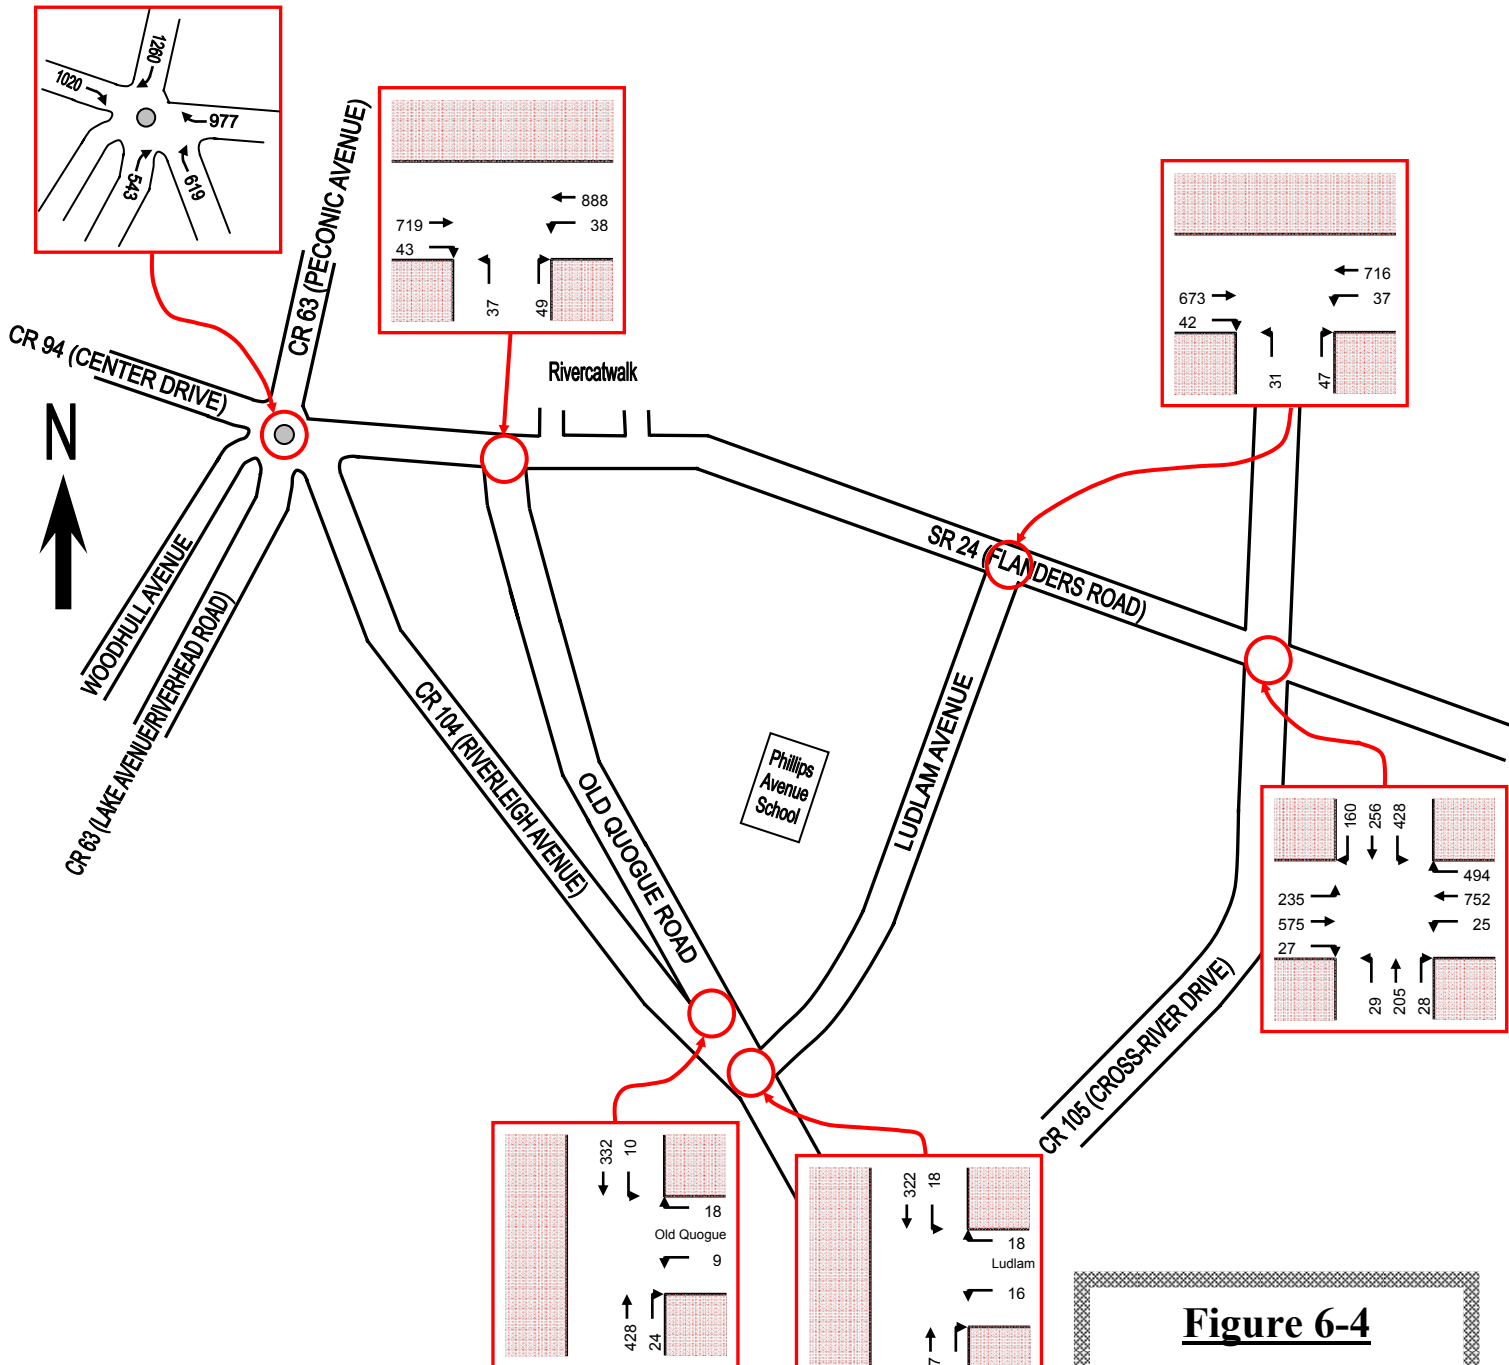 1260
1020
977
543
619
CR 63 (PECONIC AVENUE)
888
719
38
43
37
49
716
673
37
42
31
47
CR 94 (CENTER DRIVE)
Rivercatwalk
N
SR 24 (FLANDERS ROAD)
WOODHULL AVENUE
CR 63 (LAKE AVENUE/RIVERHEAD ROAD)
CR 104 (RIVERLEIGH AVENUE)
OLD QUOGUE ROAD
Phillips
Avenue
School
LUDLAM AVENUE
CR 105 (CROSS-RIVER DRIVE)
160
256
428
494
235
752
575
25
27
29
205
28
332
10
18
Old Quogue
9
428
24
322
18
18
Ludlam
16
Figure 6-4